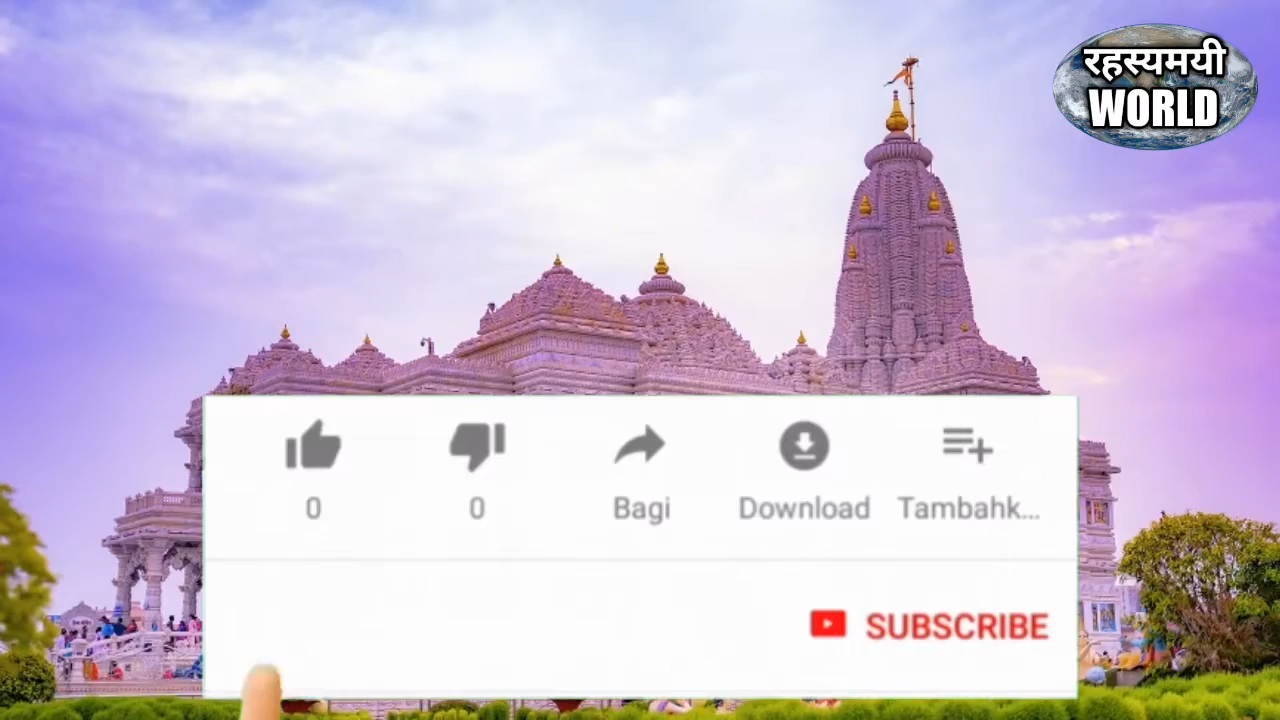 रहस्यमयी
WORLD
0 0 Bagi Download Tambahk...
SUBSCRIBE